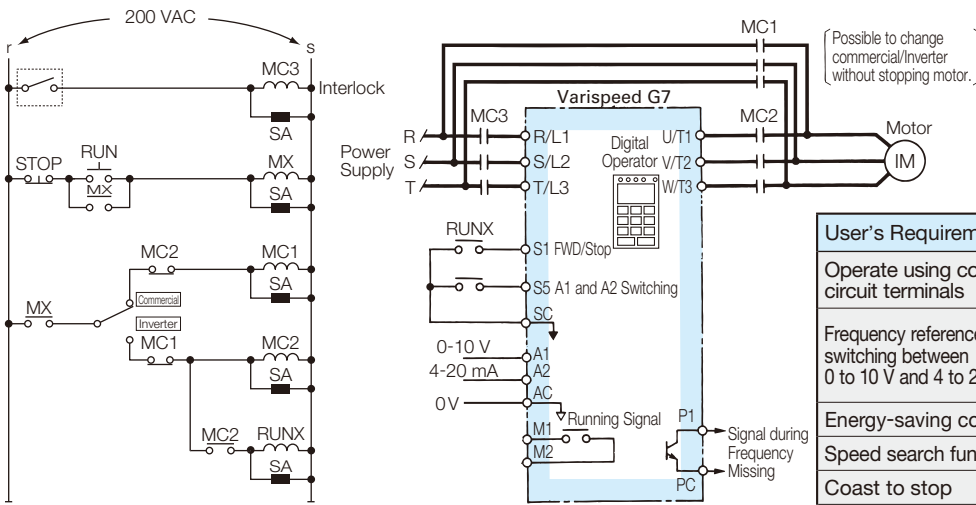 200 VAC
r
s
MC3
Interlock
SA
STOP
RUN
MX
MX
SA
MC2
MC1
SA
Commercial
MX
Inverter
MC1
MC2
SA
MC2
RUNX
SA
MC1
Possible to change
commercial/Inverter
without stopping motor.
Varispeed G7
Power
Supply
R
S
T
MC3
R/L1
S/L2
T/L3
Digital
Operator
U/T1
V/T2
W/T3
MC2
Motor
IM
RUNX
S1 FWD/Stop
S5 A1 and A2 Switching
SC
0-10 V
A1
4-20 mA
A2
AC
0V
Running Signal
M1
M2
P1
PC
Signal during
Frequency
Missing
User's Requirem
Operate using co
circuit terminals
Frequency reference
switching between
0 to 10 V and 4 to 2
Energy-saving co
Speed search fun
Coast to stop